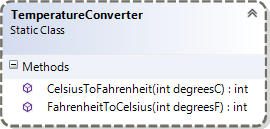 TemperatureConverter
Static Class
Methods
CelsiusToFahrenheit(int degreesC) : int
FahrenheitToCelsius(int degreesF) : int